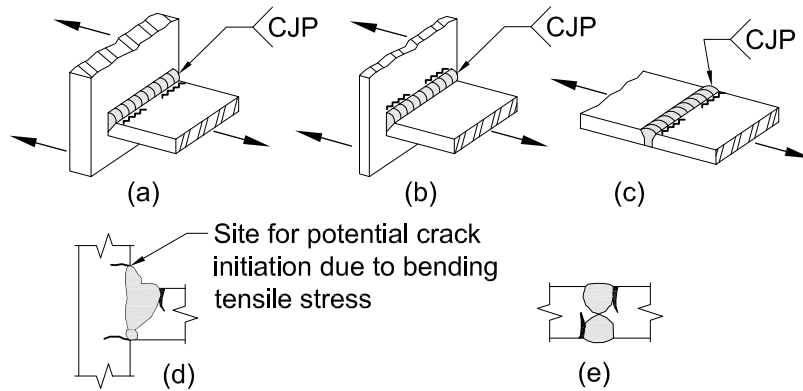 CJP
CJP
CJP
(a)
(b)
(c)
Site for potential crack
initiation due to bending
tensile stress
(d)
(e)